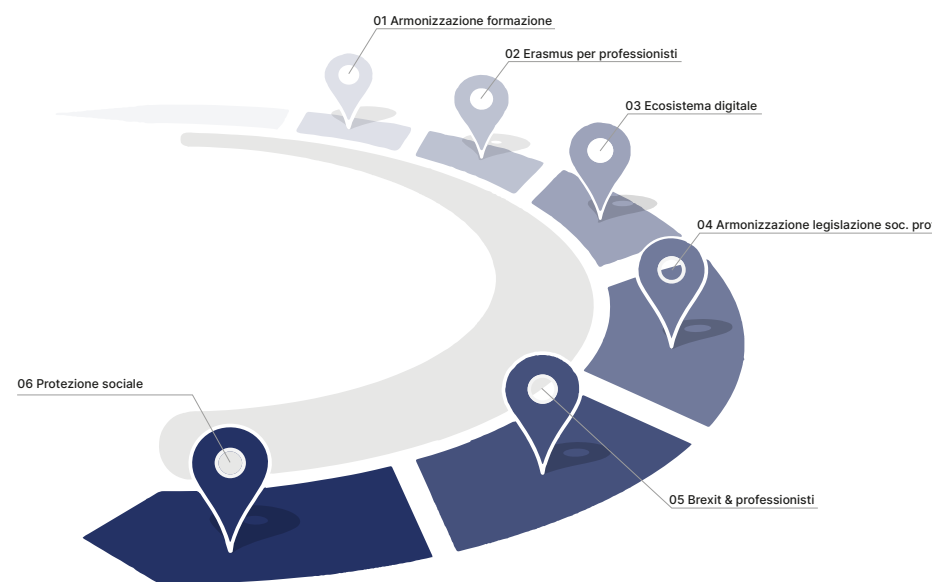 01 Armonizzazione formazione
02 Erasmus per professionisti
03 Ecosistema digitale
04 Armonizzazione legislazione soc.
05 Brexit & professionisti
06 Protezione sociale